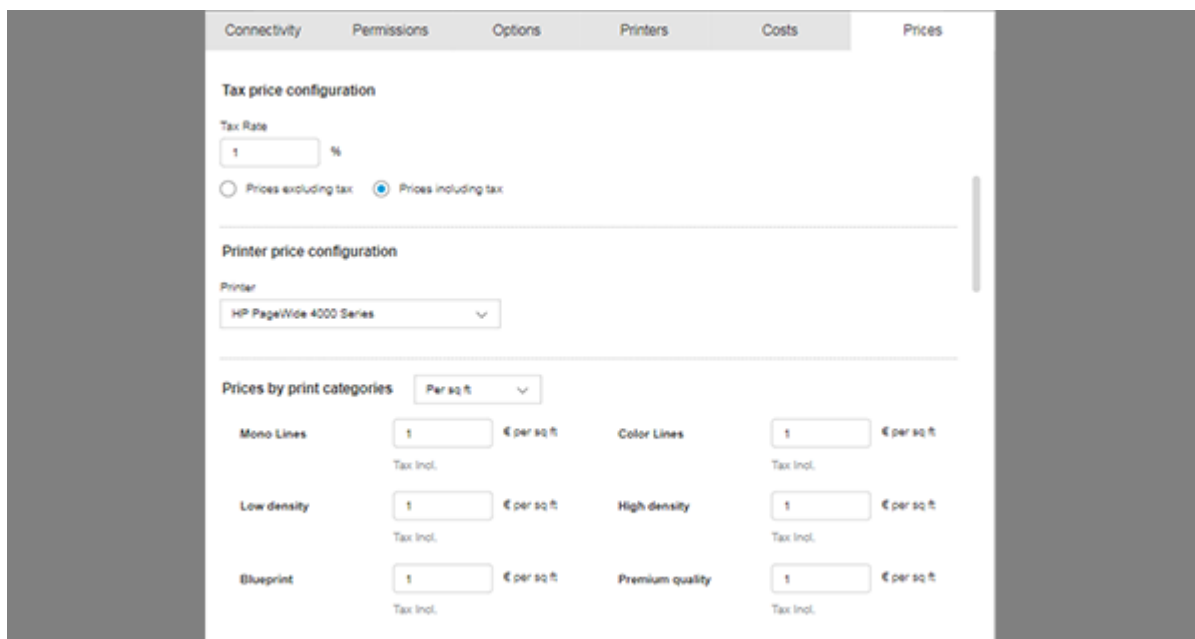 Connectivity Permissions Options Printers Costs Prices
Tax price configuration
Tax Rate
1 %
Prices excluding tax Prices including tax
Printer price configuration
Printer
HP PageWide 4000 Series
Prices by print categories Per sq ft
Mono Lines 1 € per sq ft Color Lines 1 € per sq ft
Tax Incl. Tax Incl.
Low density 1 € per sq ft High density 1 € per sq ft
Tax Incl. Tax Incl.
Blueprint 1 € per sq ft Premium quality 1 € per sq ft
Tax Incl. Tax Incl.